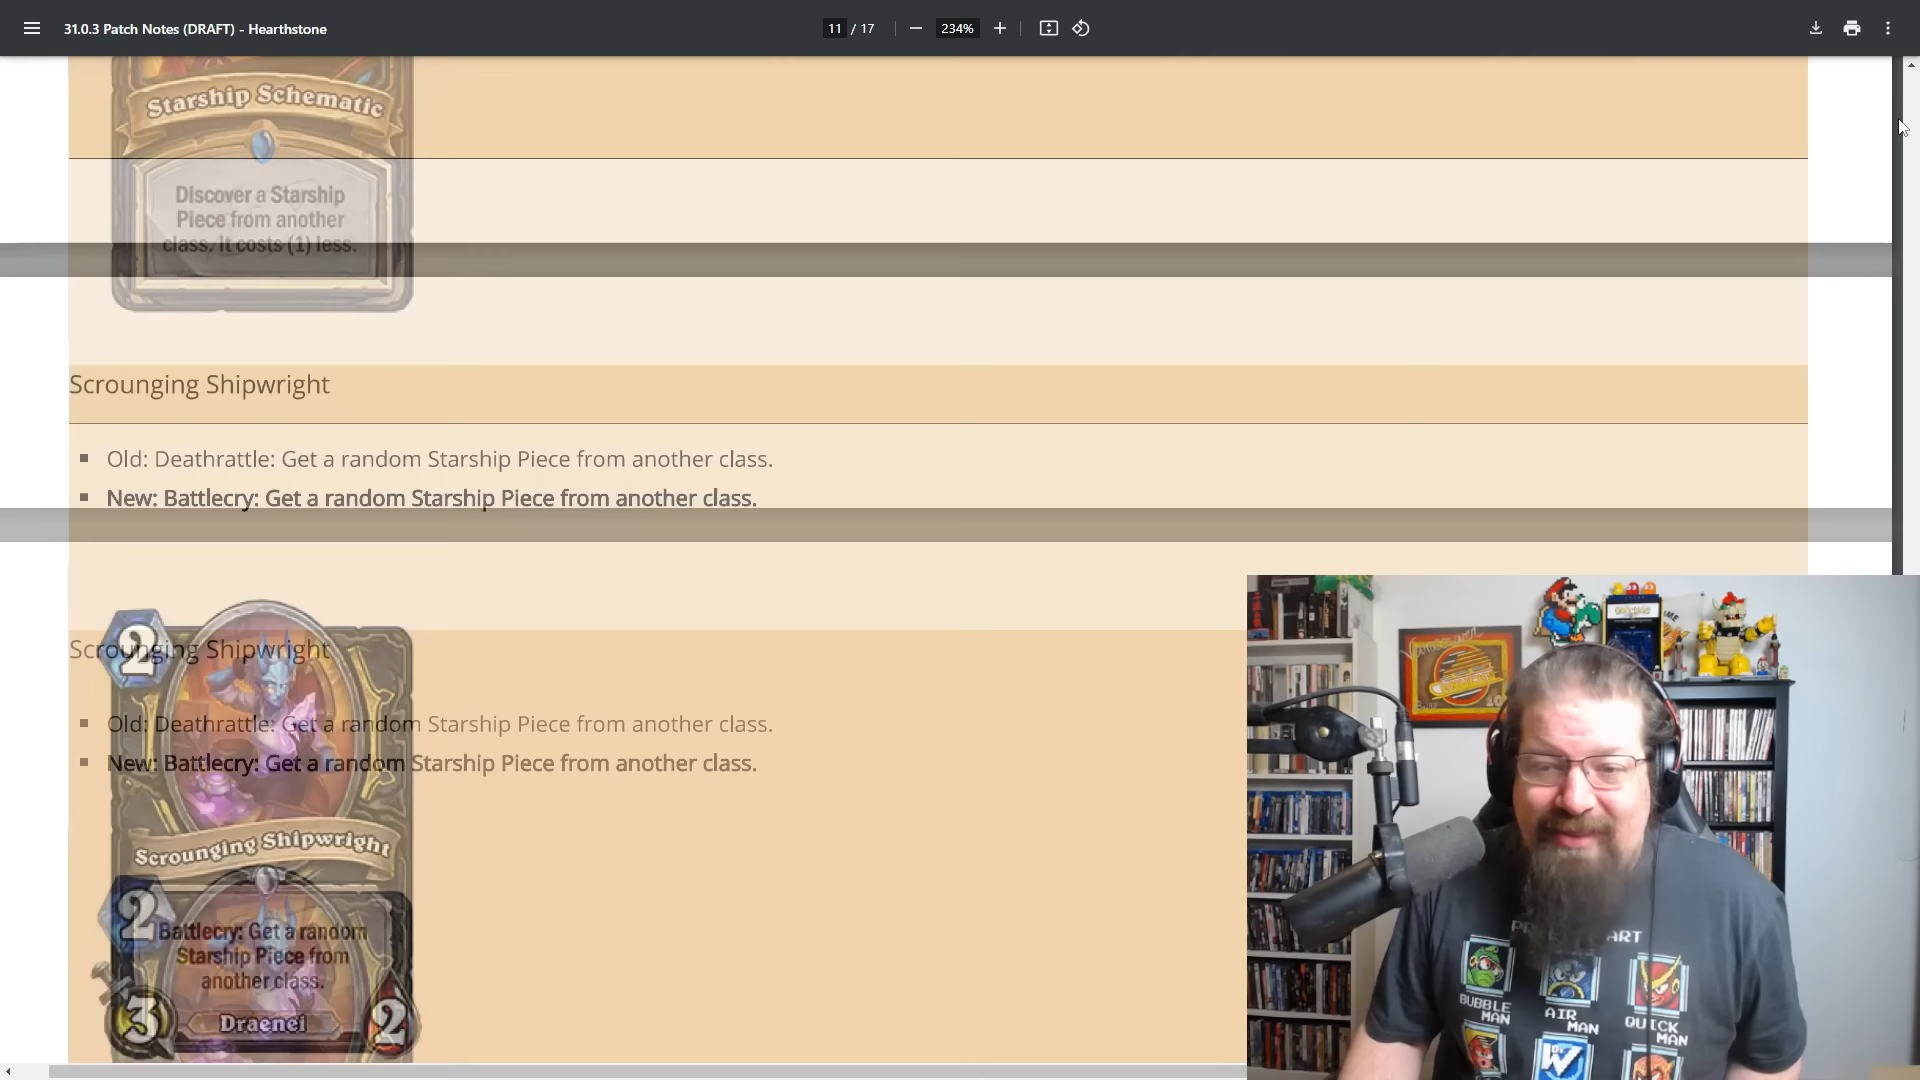 31.0.3 Patch Notes (DRAFT) - Hearthstone
11 / 17
234%
Starship Schematic
Discover a Starship
Piece from another
class. It costs (1) less.
Scrounging Shipwright
Old: Deathrattle: Get a random Starship Piece from another class.
New: Battlecry: Get a random Starship Piece from another class.
2
Scrounging Shipwright
Old: Deathrattle: Get a random Starship Piece from another class.
New: Battlecry: Get a random Starship Piece from another class.
Scrounging Shipwright
2
Battlecry: Get a random
Starship Piece from
another class.
3
Draenei
2
BUBBLE
MAN
AIR
MAN
QUICK
MAN